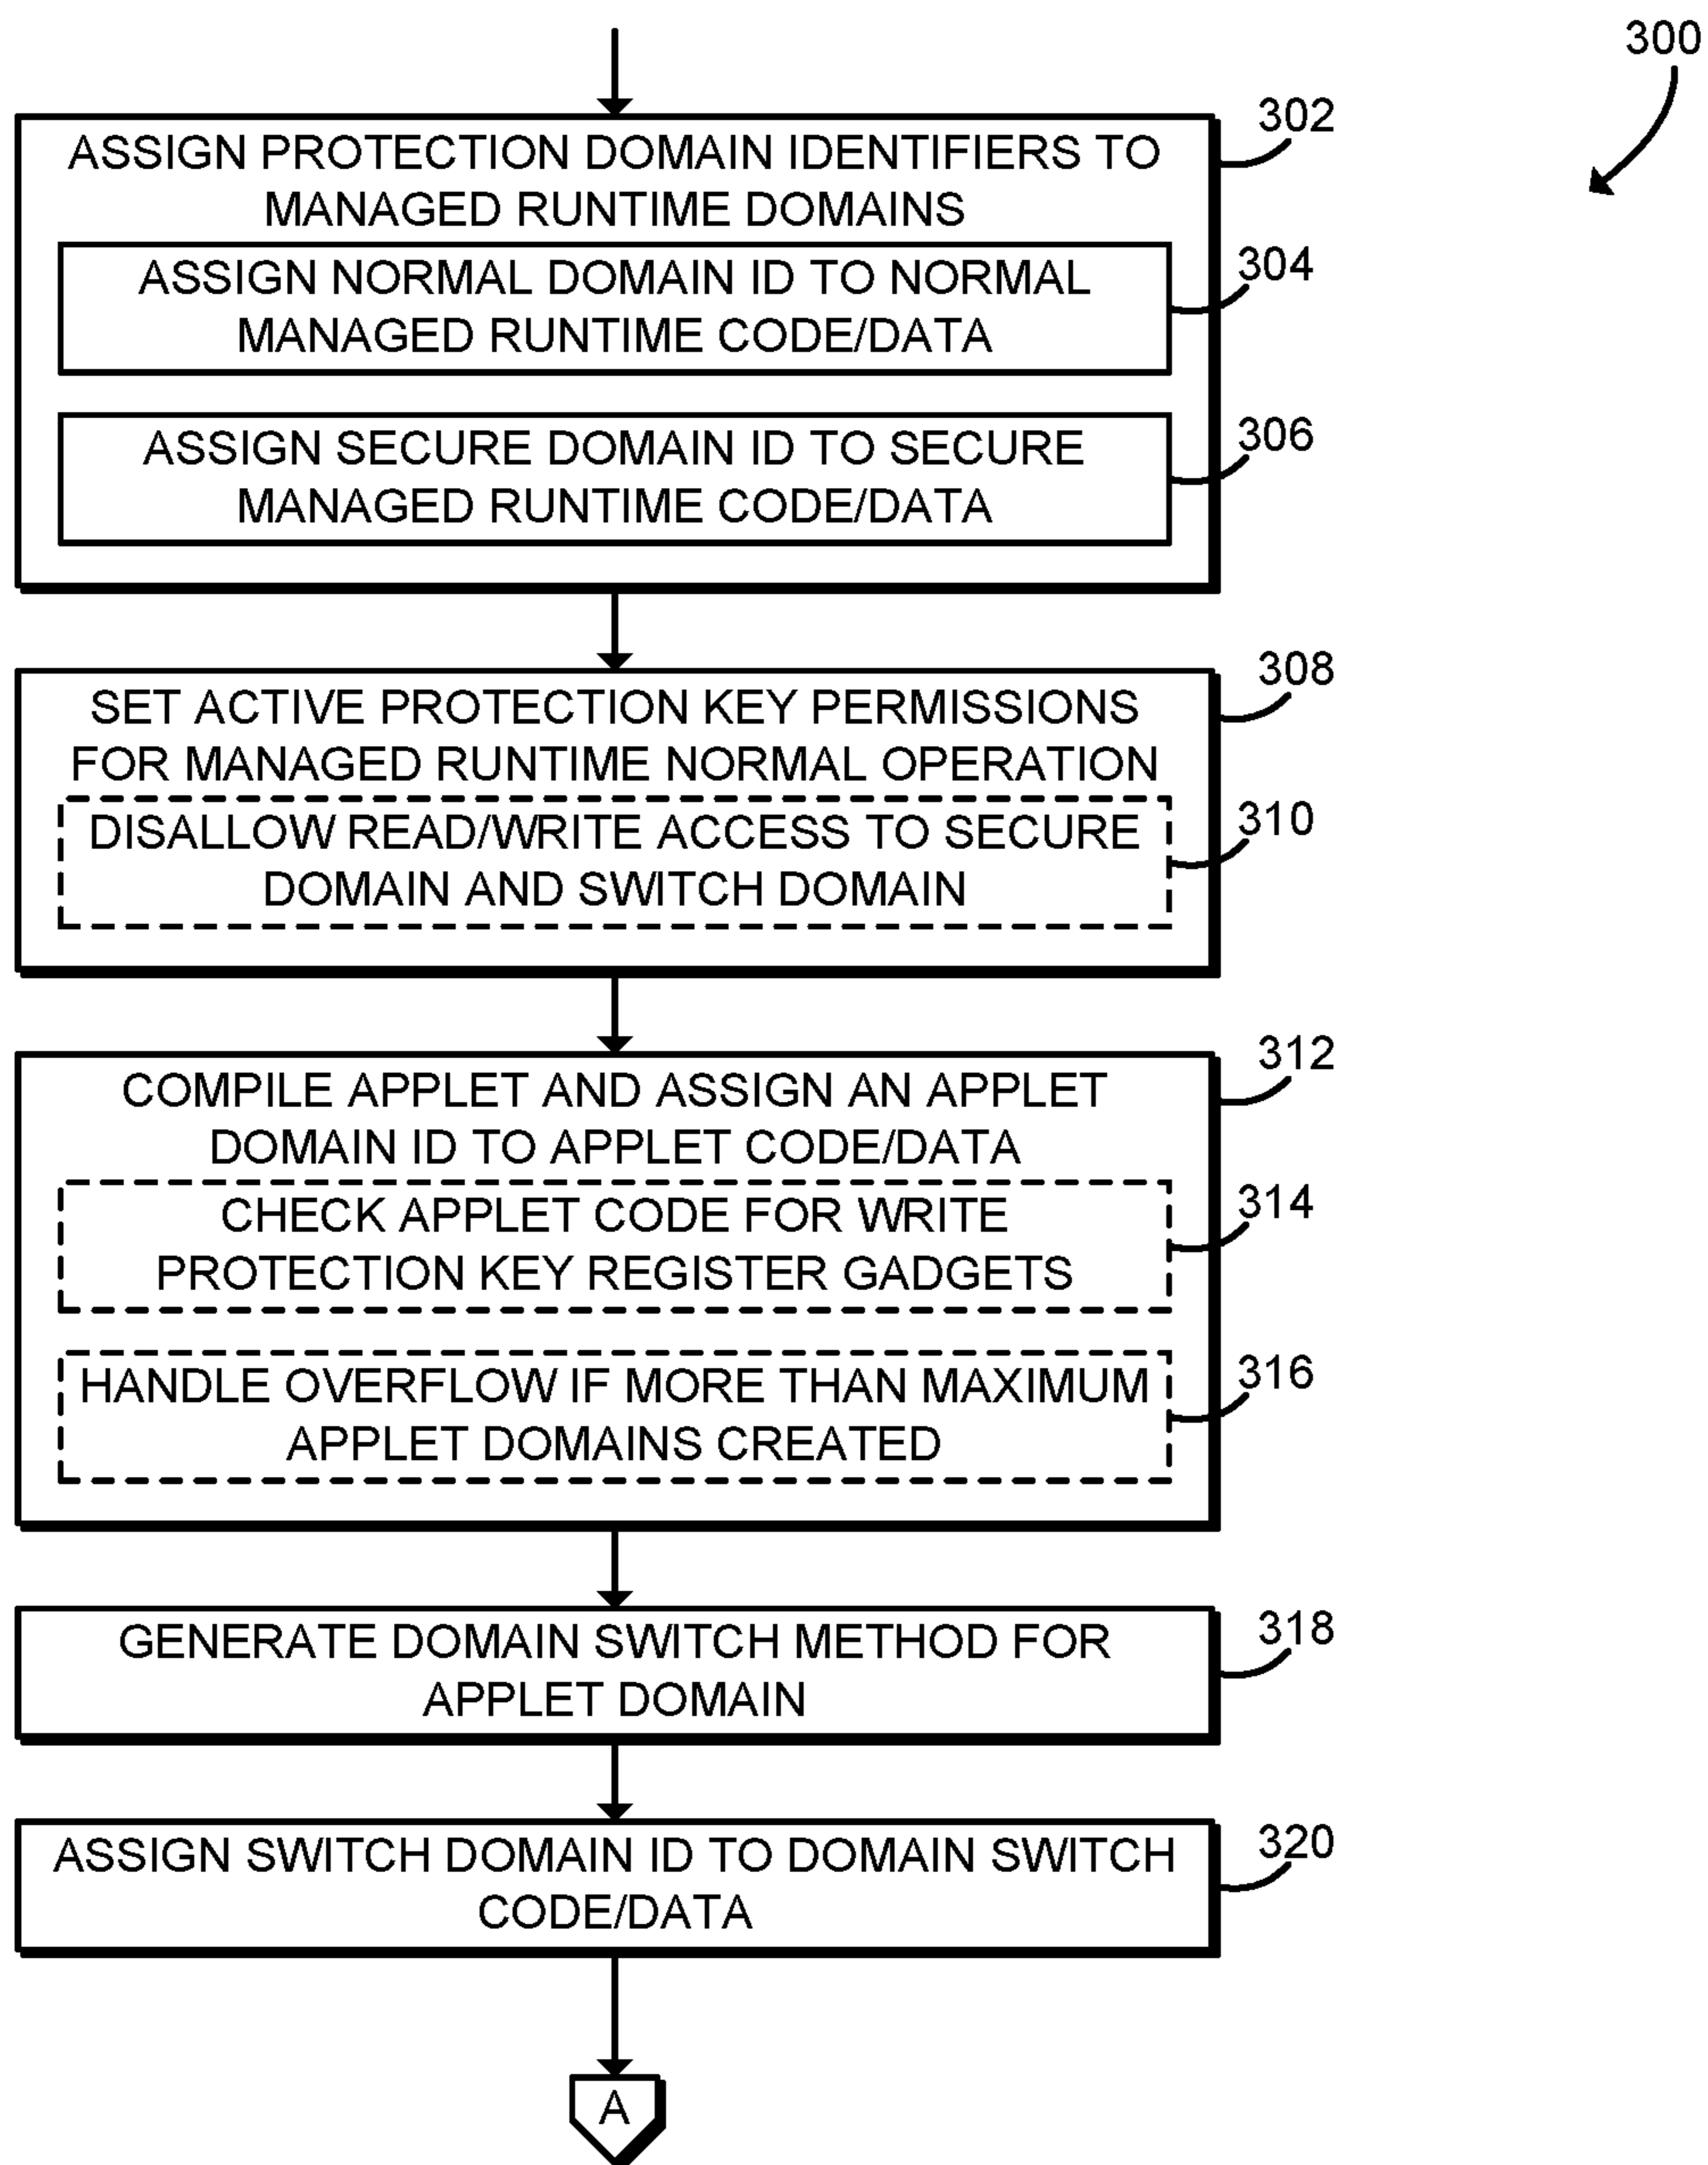 300
302
ASSIGN PROTECTION DOMAIN IDENTIFIERS TO
MANAGED RUNTIME DOMAINS
304
ASSIGN NORMAL DOMAIN ID TO NORMAL
MANAGED RUNTIME CODE/DATA
306
ASSIGN SECURE DOMAIN ID TO SECURE
MANAGED RUNTIME CODE/DATA
308
SET ACTIVE PROTECTION KEY PERMISSIONS
FOR MANAGED RUNTIME NORMAL OPERATION
310
DISALLOW READ/WRITE ACCESS TO SECURE
DOMAIN AND SWITCH DOMAIN
312
COMPILE APPLET AND ASSIGN AN APPLET
DOMAIN ID TO APPLET CODE/DATA
314
CHECK APPLET CODE FOR WRITE
PROTECTION KEY REGISTER GADGETS
316
HANDLE OVERFLOW IF MORE THAN MAXIMUM
APPLET DOMAINS CREATED
318
GENERATE DOMAIN SWITCH METHOD FOR
APPLET DOMAIN
320
ASSIGN SWITCH DOMAIN ID TO DOMAIN SWITCH
CODE/DATA
A